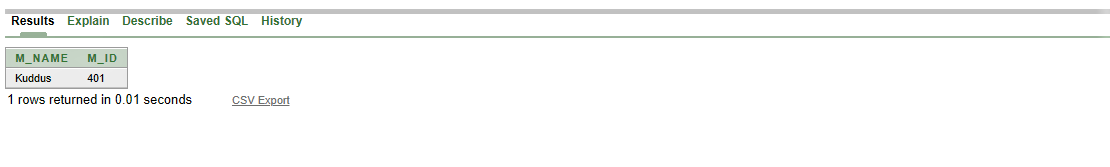 Results Explain Describe Saved SQL History
M_NAME M_ID
Kuddus 401
1 rows returned in 0.01 seconds CSV Export